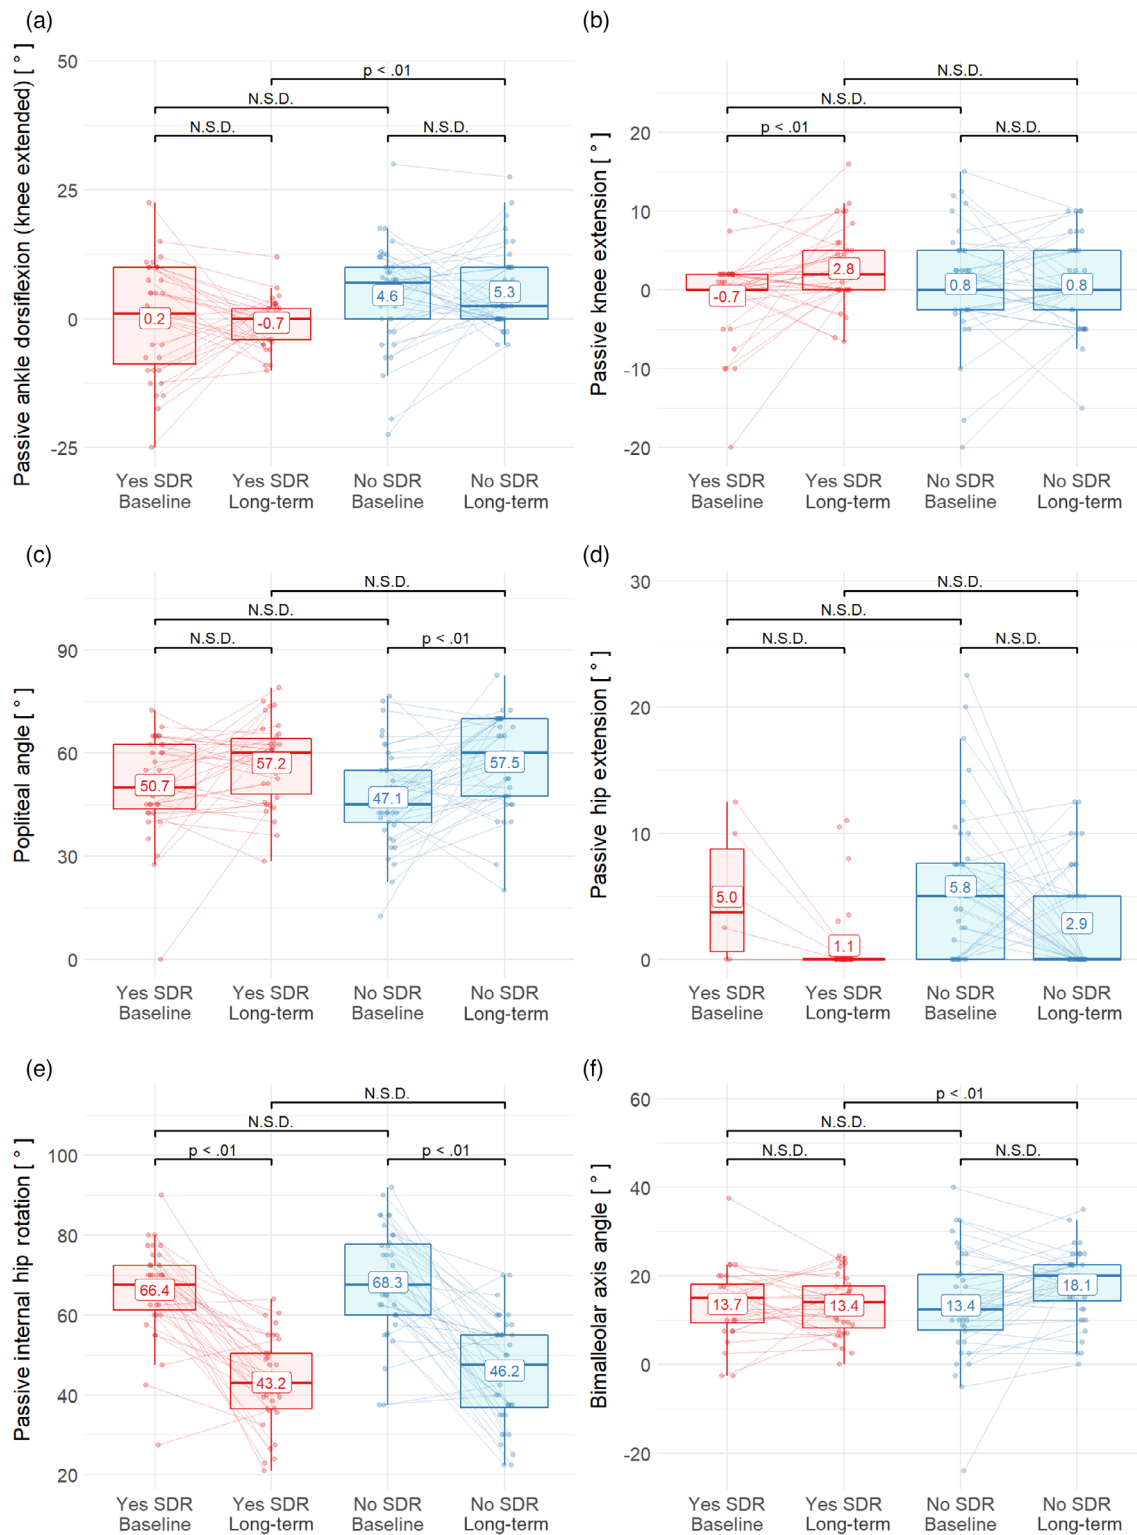 (a)
Passive ankle dorsiflexion (knee extended) [ ° ]
50
25
0
-25
p < .01
N.S.D.
N.S.D.
N.S.D.
0.2
-0.7
4.6
5.3
Yes SDR
Baseline
Yes SDR
Long-term
No SDR
Baseline
No SDR
Long-term
(b)
Passive knee extension [ ° ]
20
10
0
-10
-20
N.S.D.
N.S.D.
p < .01
N.S.D.
-0.7
2.8
0.8
0.8
Yes SDR
Baseline
Yes SDR
Long-term
No SDR
Baseline
No SDR
Long-term
(c)
Popliteal angle [ ° ]
90
60
30
0
N.S.D.
N.S.D.
N.S.D.
p < .01
50.7
57.2
47.1
57.5
Yes SDR
Baseline
Yes SDR
Long-term
No SDR
Baseline
No SDR
Long-term
(d)
Passive hip extension [ ° ]
30
20
10
0
N.S.D.
N.S.D.
N.S.D.
N.S.D.
5.0
1.1
5.8
2.9
Yes SDR
Baseline
Yes SDR
Long-term
No SDR
Baseline
No SDR
Long-term
(e)
Passive internal hip rotation [ ° ]
100
80
60
40
20
N.S.D.
N.S.D.
p < .01
p < .01
66.4
43.2
68.3
46.2
Yes SDR
Baseline
Yes SDR
Long-term
No SDR
Baseline
No SDR
Long-term
(f)
Bimalleolar axis angle [ ° ]
60
40
20
0
-20
p < .01
N.S.D.
N.S.D.
N.S.D.
13.7
13.4
13.4
18.1
Yes SDR
Baseline
Yes SDR
Long-term
No SDR
Baseline
No SDR
Long-term